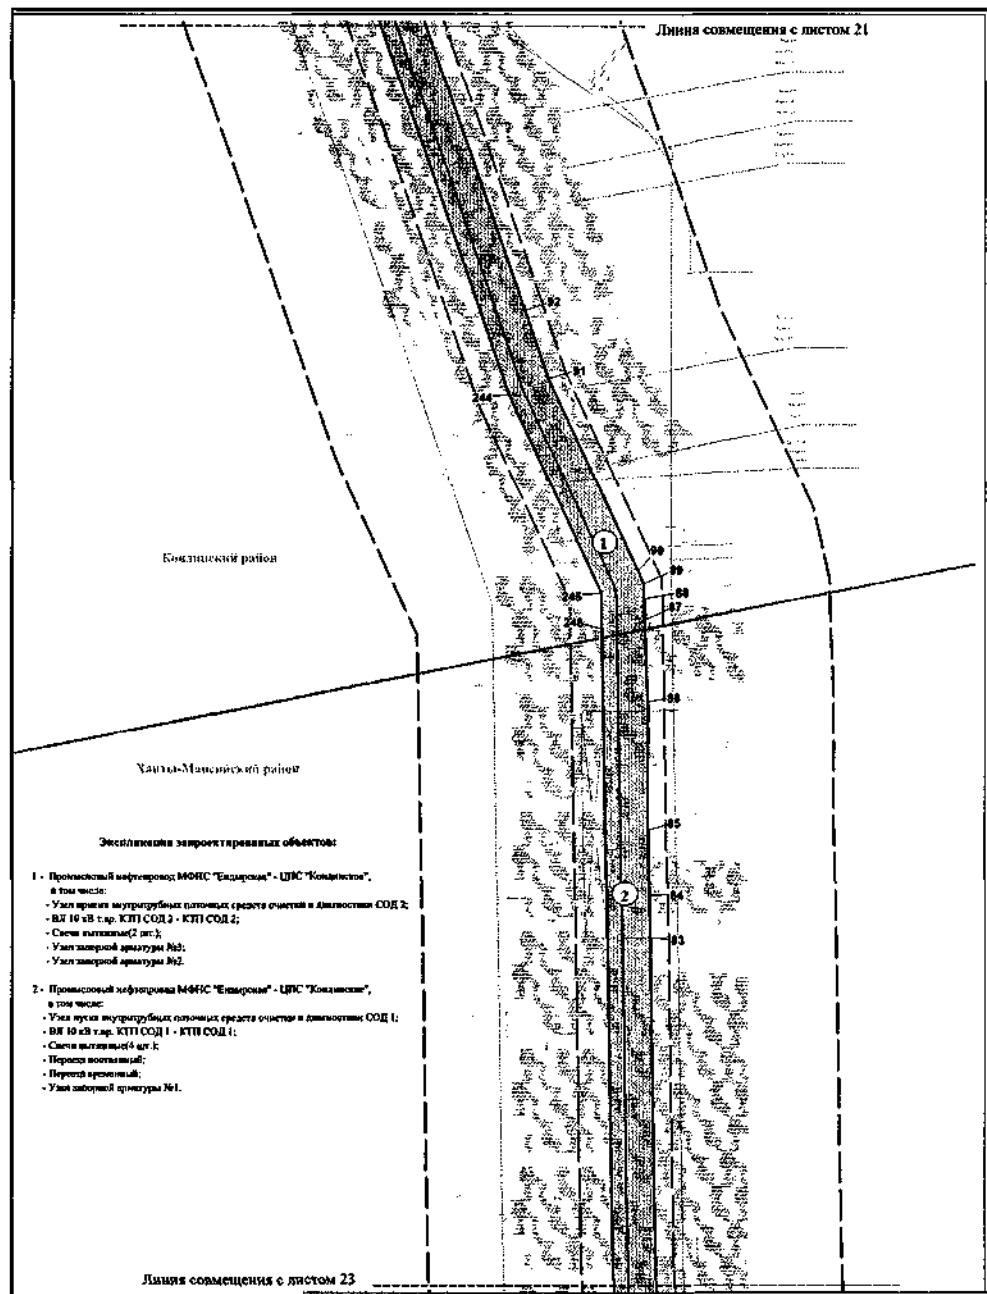 Линия совмещения с листом 21
92
91
244
1
Кондинский район
90
89
245
88
87
246
86
Ханты-Мансийский район
85
Экспликация запроектированных объектов:
1 - Промысловый нефтепровод МФНС "Ендырская" - ЦПС "Кондинское",
в том числе:
- Узел приема внутритрубных поточных средств очистки и диагностики СОД 2;
- ВЛ 10 кВ т.вр. КТП СОД 2 - КТП СОД 2;
- Свечи вытяжные(2 шт.);
- Узел запорной арматуры №3;
- Узел запорной арматуры №2.
84
2
83
2 - Промысловый нефтепровод МФНС "Ендырская" - ЦПС "Кондинское",
в том числе:
- Узел пуска внутритрубных поточных средств очистки и диагностики СОД 1;
- ВЛ 10 кВ т.вр. КТП СОД 1 - КТП СОД 1;
- Свечи вытяжные(4 шт.);
- Переезд постоянный;
- Переезд временный;
- Узел запорной арматуры №1.
Линия совмещения с листом 23